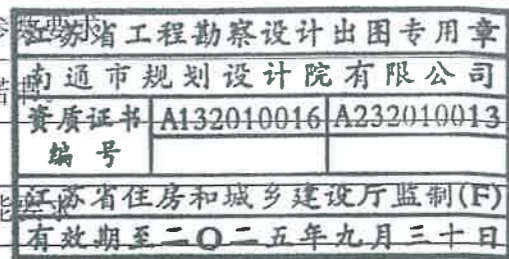 江苏省工程勘察设计出图专用章
南通市规划设计院有限公司
资质证书 A132010016 A232010013
编号
江苏省住房和城乡建设厅监制(F)
有效期至二〇二五年九月三十日